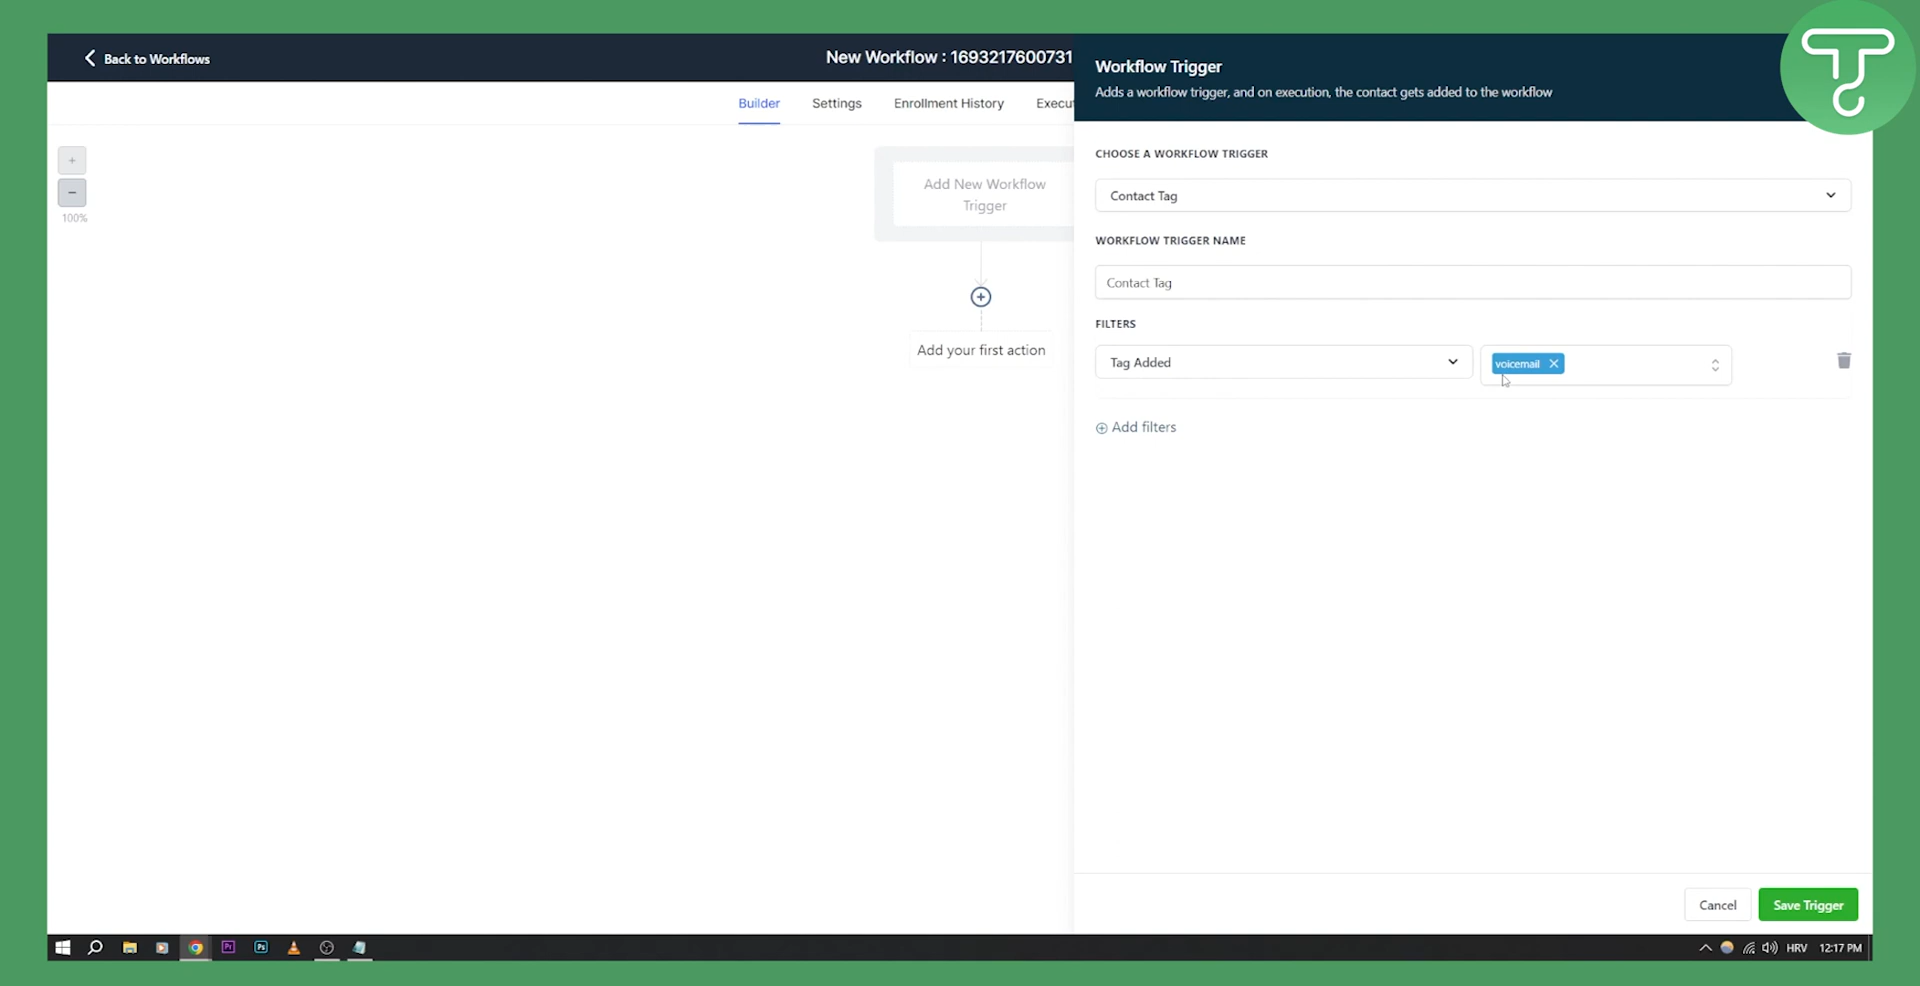 Back to Workflows
New Workflow : 1693217600731
Builder
Settings
Enrollment History
Execut
+
−
100%
Add New Workflow
Trigger
Add your first action
Workflow Trigger
Adds a workflow trigger, and on execution, the contact gets added to the workflow
CHOOSE A WORKFLOW TRIGGER
Contact Tag
WORKFLOW TRIGGER NAME
Contact Tag
FILTERS
Tag Added
voicemail
Add filters
Cancel
Save Trigger
Pr
Ps
HRV
12:17 PM